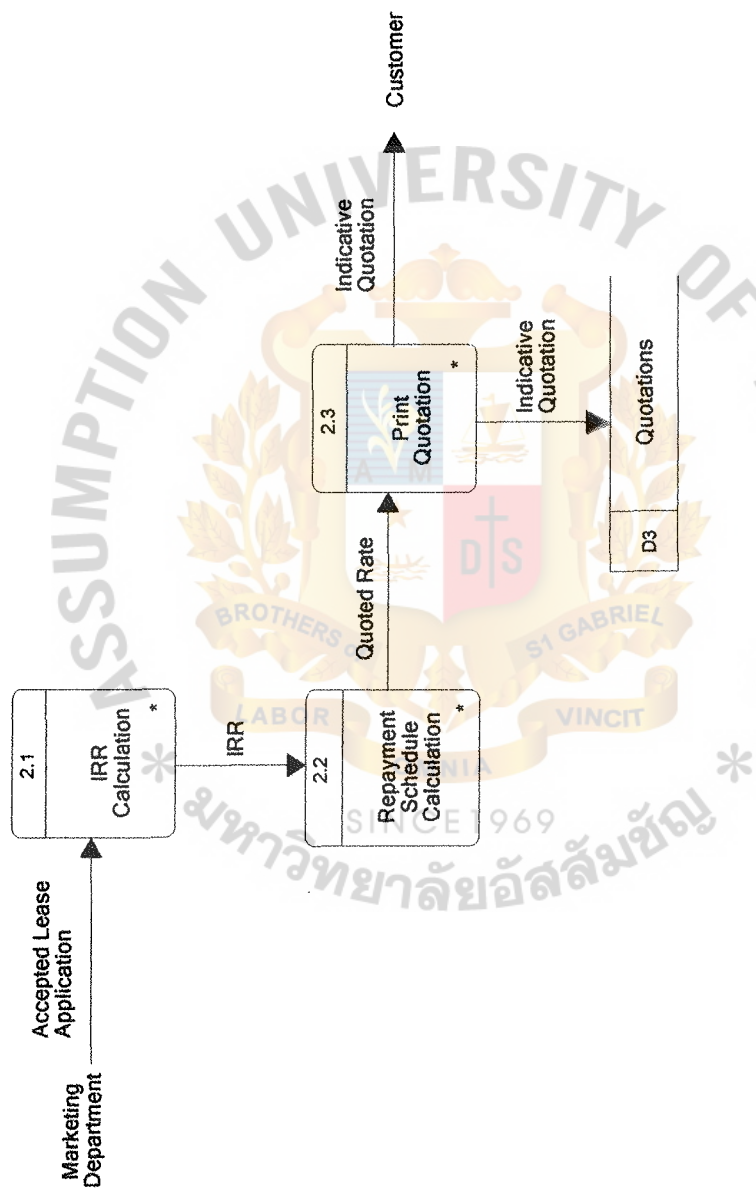 Marketing
Department
Accepted Lease
Application
2.1
IRR
Calculation
*
IRR
2.2
Repayment
Schedule
Calculation
*
Quoted Rate
2.3
Print
Quotation
*
Indicative
Quotation
Customer
Indicative
Quotation
D3
Quotations
ASSUMPTION UNIVERSITY OF
A M
D S
BROTHERS
ST GABRIEL
LABOR
VINCIT
SINCE 1969
* มหาวิทยาลัยอัสสัมชัญ *